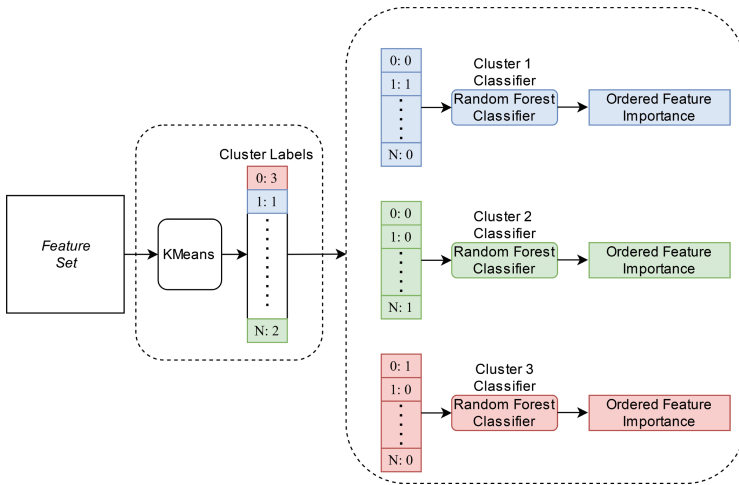 Feature
Set
KMeans
Cluster Labels
0: 3
1: 1
N: 2
0: 0
1: 1
N: 0
Cluster 1
Classifier
Random Forest
Classifier
Ordered Feature
Importance
0: 0
1: 0
N: 1
Cluster 2
Classifier
Random Forest
Classifier
Ordered Feature
Importance
0: 1
1: 0
N: 0
Cluster 3
Classifier
Random Forest
Classifier
Ordered Feature
Importance